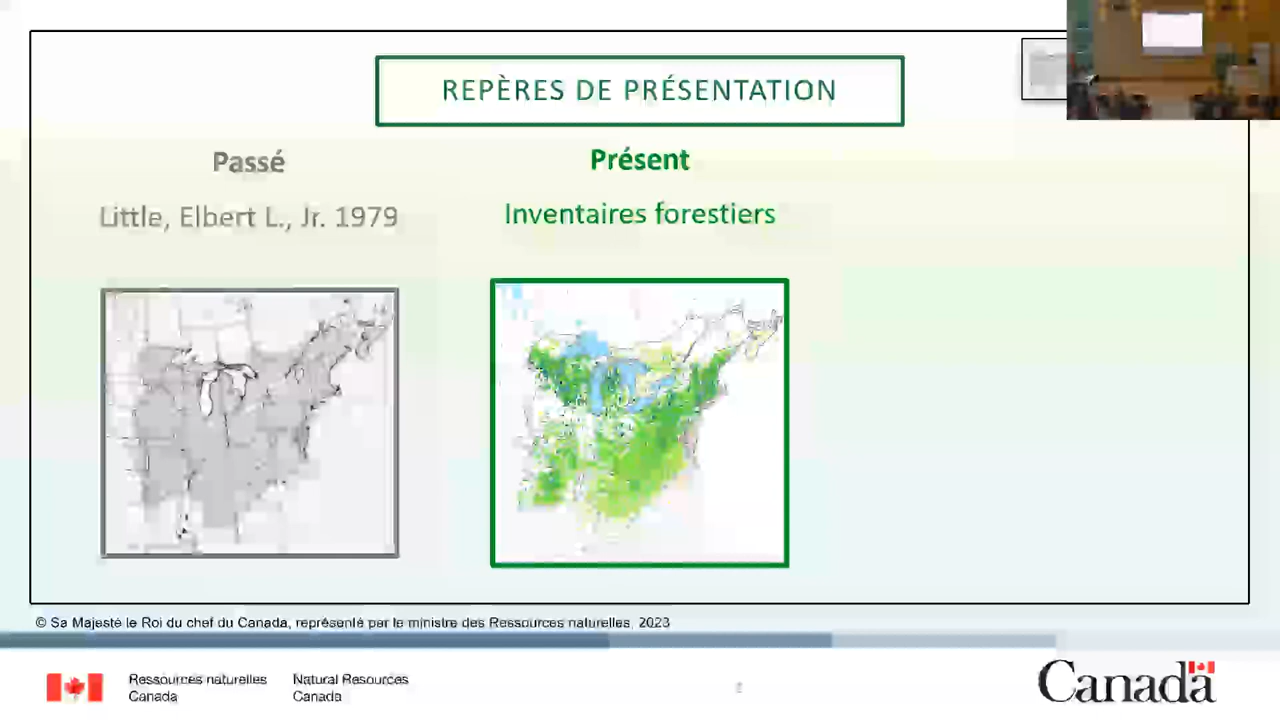 REPÈRES DE PRÉSENTATION
Passé
Little, Elbert L., Jr. 1979
Présent
Inventaires forestiers
© Sa Majesté le Roi du chef du Canada, représenté par le ministre des Ressources naturelles, 2023
Ressources naturelles
Canada
Natural Resources
Canada
Canada